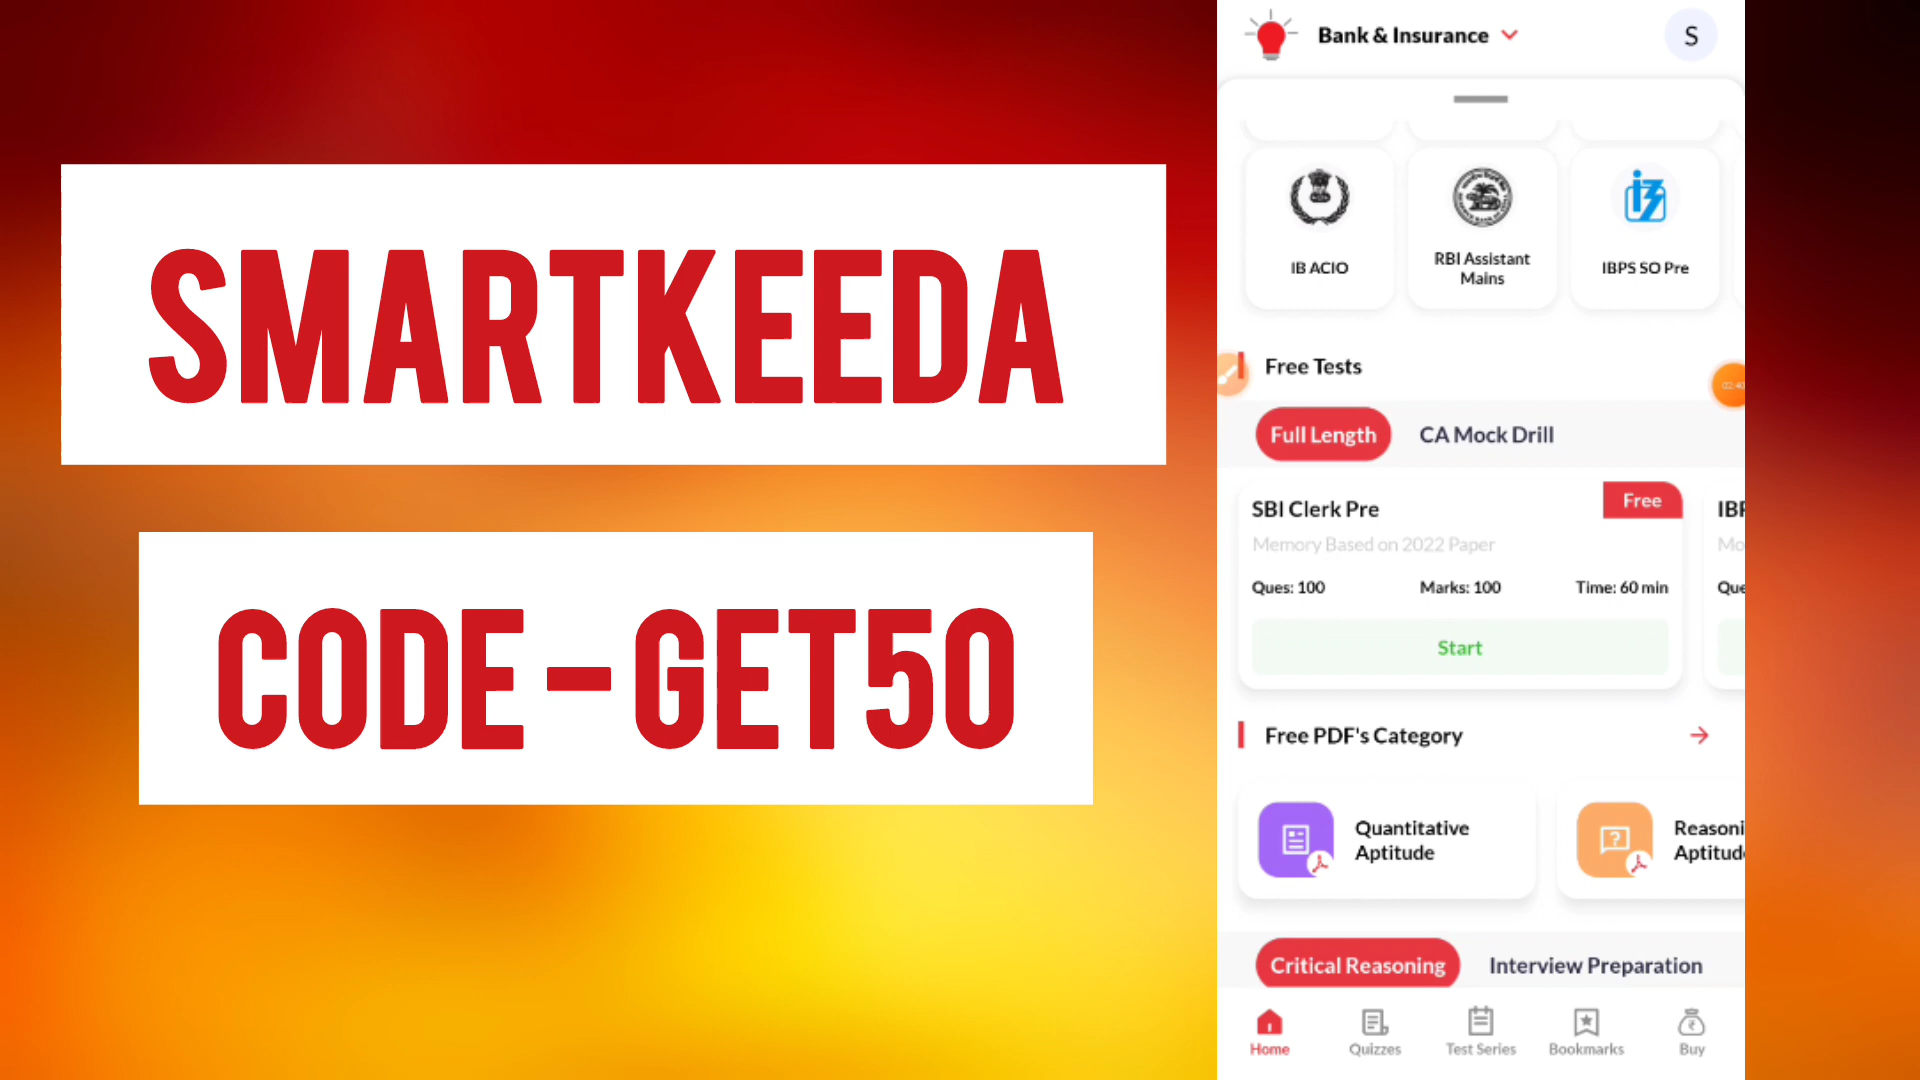 SMARTKEEDA
CODE - GET50
Bank & Insurance
S
IB ACIO
RBI Assistant
Mains
IBPS SO Pre
Free Tests
02:40
Full Length
CA Mock Drill
SBI Clerk Pre
Free
Memory Based on 2022 Paper
Ques: 100
Marks: 100
Time: 60 min
Start
Free PDF's Category
Quantitative
Aptitude
Critical Reasoning
Interview Preparation
Home
Quizzes
Test Series
Bookmarks
Buy